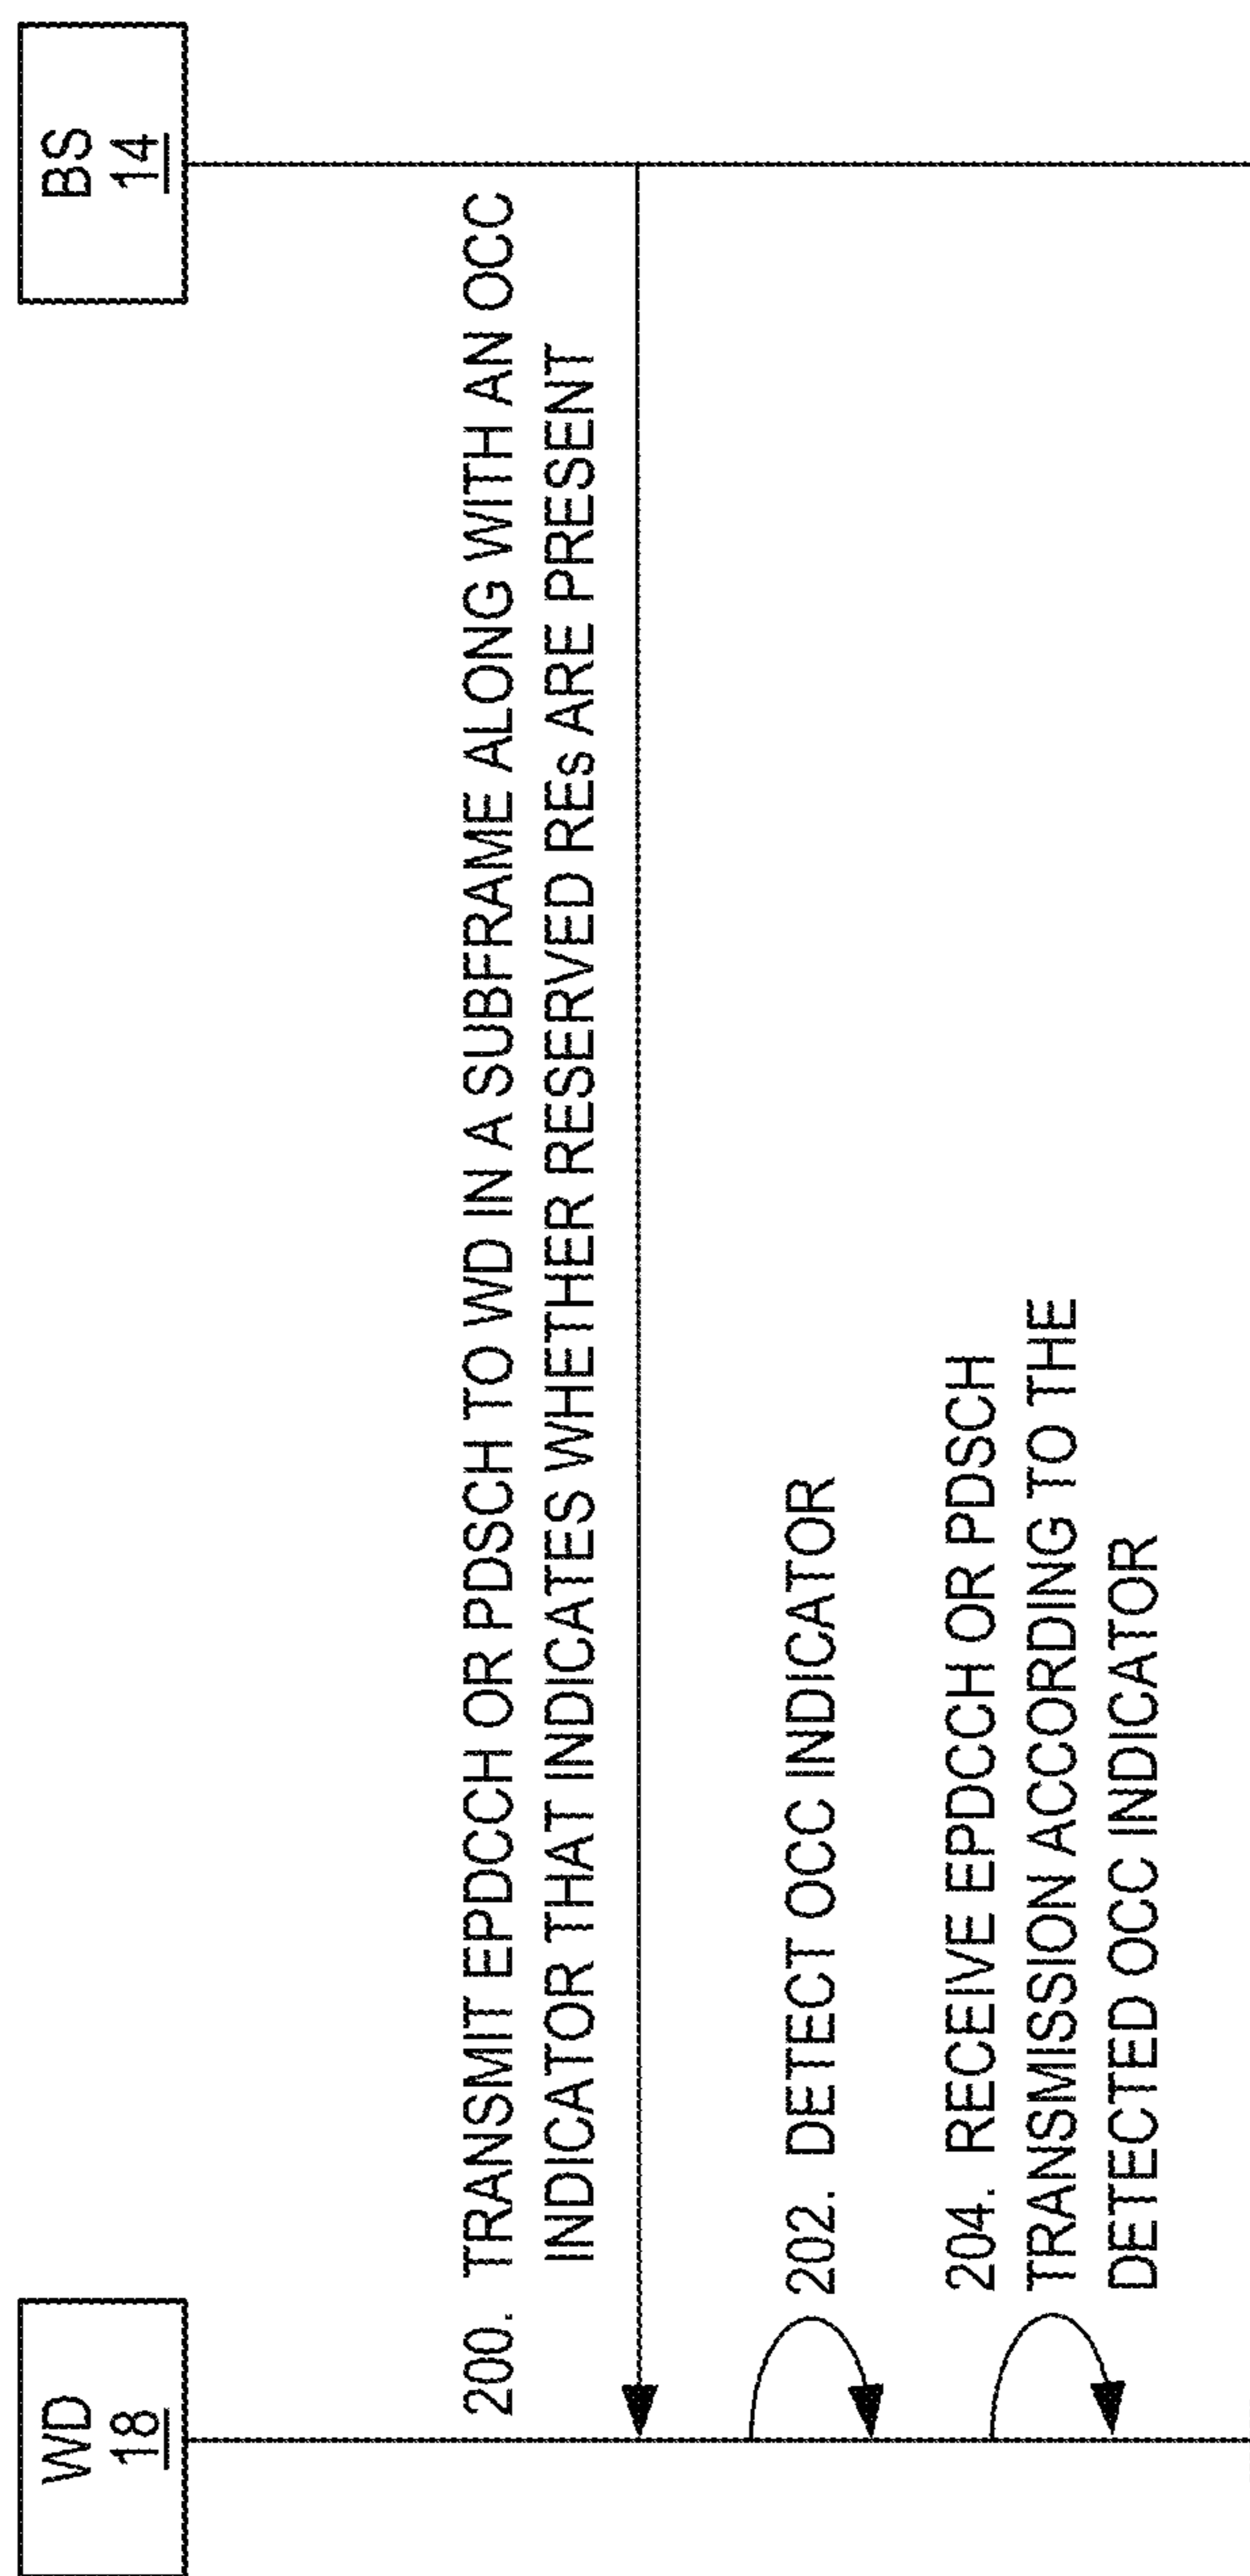 WD
18
BS
14
200. TRANSMIT EPDCCH OR PDSCH TO WD IN A SUBFRAME ALONG WITH AN OCC
INDICATOR THAT INDICATES WHETHER RESERVED REs ARE PRESENT
202. DETECT OCC INDICATOR
204. RECEIVE EPDCCH OR PDSCH
TRANSMISSION ACCORDING TO THE
DETECTED OCC INDICATOR